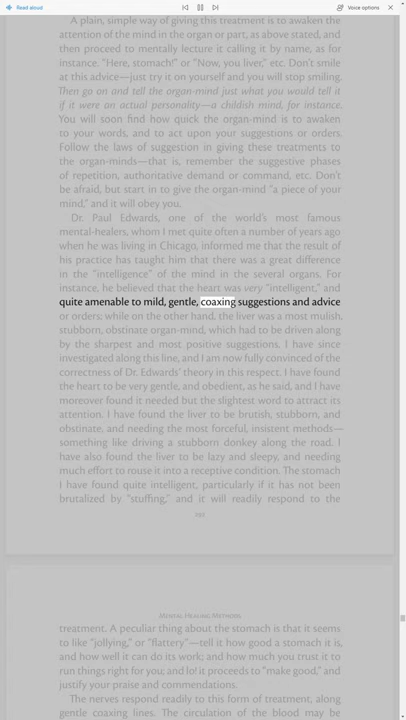 Read aloud
Voice options
A plain, simple way of giving this treatment is to awaken the
attention of the mind in the organ or part, as above stated, and
then proceed to mentally lecture it calling it by name, as for
instance. "Here, stomach!" or "Now, you liver," etc. Don't smile
at this advice—just try it on yourself and you will stop smiling.
Then go on and tell the organ-mind just what you would tell it
if it were an actual personality—a childish mind, for instance.
You will soon find how quick the organ-mind is to awaken
to your words, and to act upon your suggestions or orders.
Follow the laws of suggestion in giving these treatments to
the organ-minds—that is, remember the suggestive phases
of repetition, authoritative demand or command, etc. Don't
be afraid, but start in to give the organ-mind "a piece of your
mind," and it will obey you.
Dr. Paul Edwards, one of the world's most famous
mental-healers, whom I met quite often a number of years ago
when he was living in Chicago, informed me that the result of
his practice has taught him that there was a great difference
in the "intelligence" of the mind in the several organs. For
instance, he believed that the heart was very "intelligent," and
quite amenable to mild, gentle, coaxing suggestions and advice
or orders; while on the other hand, the liver was a most mulish,
stubborn, obstinate organ-mind, which had to be driven along
by the sharpest and most positive suggestions. I have since
investigated along this line, and I am now fully convinced of the
correctness of Dr. Edwards' theory in this respect. I have found
the heart to be very gentle, and obedient, as he said, and I have
moreover found it needed but the slightest word to attract its
attention. I have found the liver to be brutish, stubborn, and
obstinate, and needing the most forceful, insistent methods—
something like driving a stubborn donkey along the road. I
have also found the liver to be lazy and sleepy, and needing
much effort to rouse it into a receptive condition. The stomach
I have found quite intelligent, particularly if it has not been
brutalized by "stuffing," and it will readily respond to the
Mental Healing Methods
treatment. A peculiar thing about the stomach is that it seems
to like "jollying," or "flattery"—tell it how good a stomach it is,
and how well it can do its work; and how much you trust it to
run things right for you; and lo! it proceeds to "make good," and
justify your praise and commendations.
The nerves respond readily to this form of treatment, along
gentle coaxing lines. The circulation of the blood may be